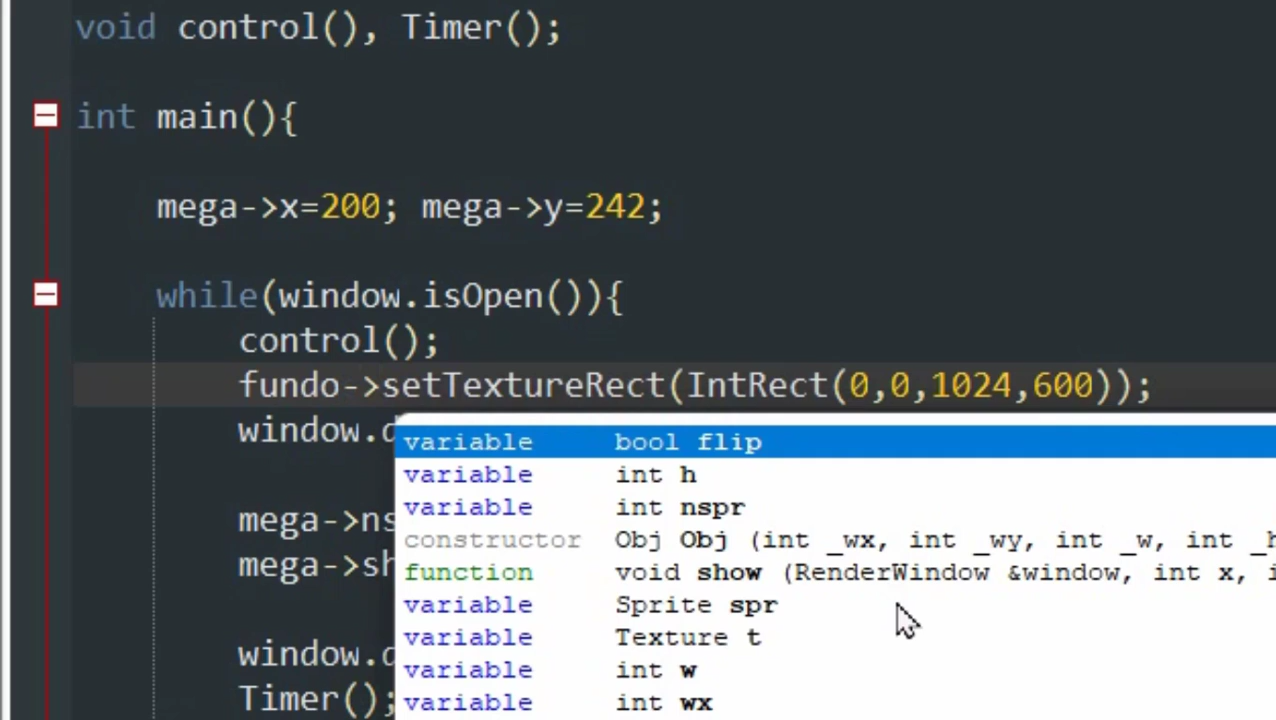 void control(), Timer();
int main(){
mega->x=200; mega->y=242;
while(window.isOpen()){
control();
fundo->setTextureRect(IntRect(0,0,1024,600));
window.
variable bool flip
variable int h
mega->ns
variable int nspr
constructor Obj Obj (int _wx, int _wy, int _w, int _h
mega->sh
function void show (RenderWindow &window, int x, i
variable Sprite spr
variable Texture t
window.
variable int w
Timer();
variable int wx